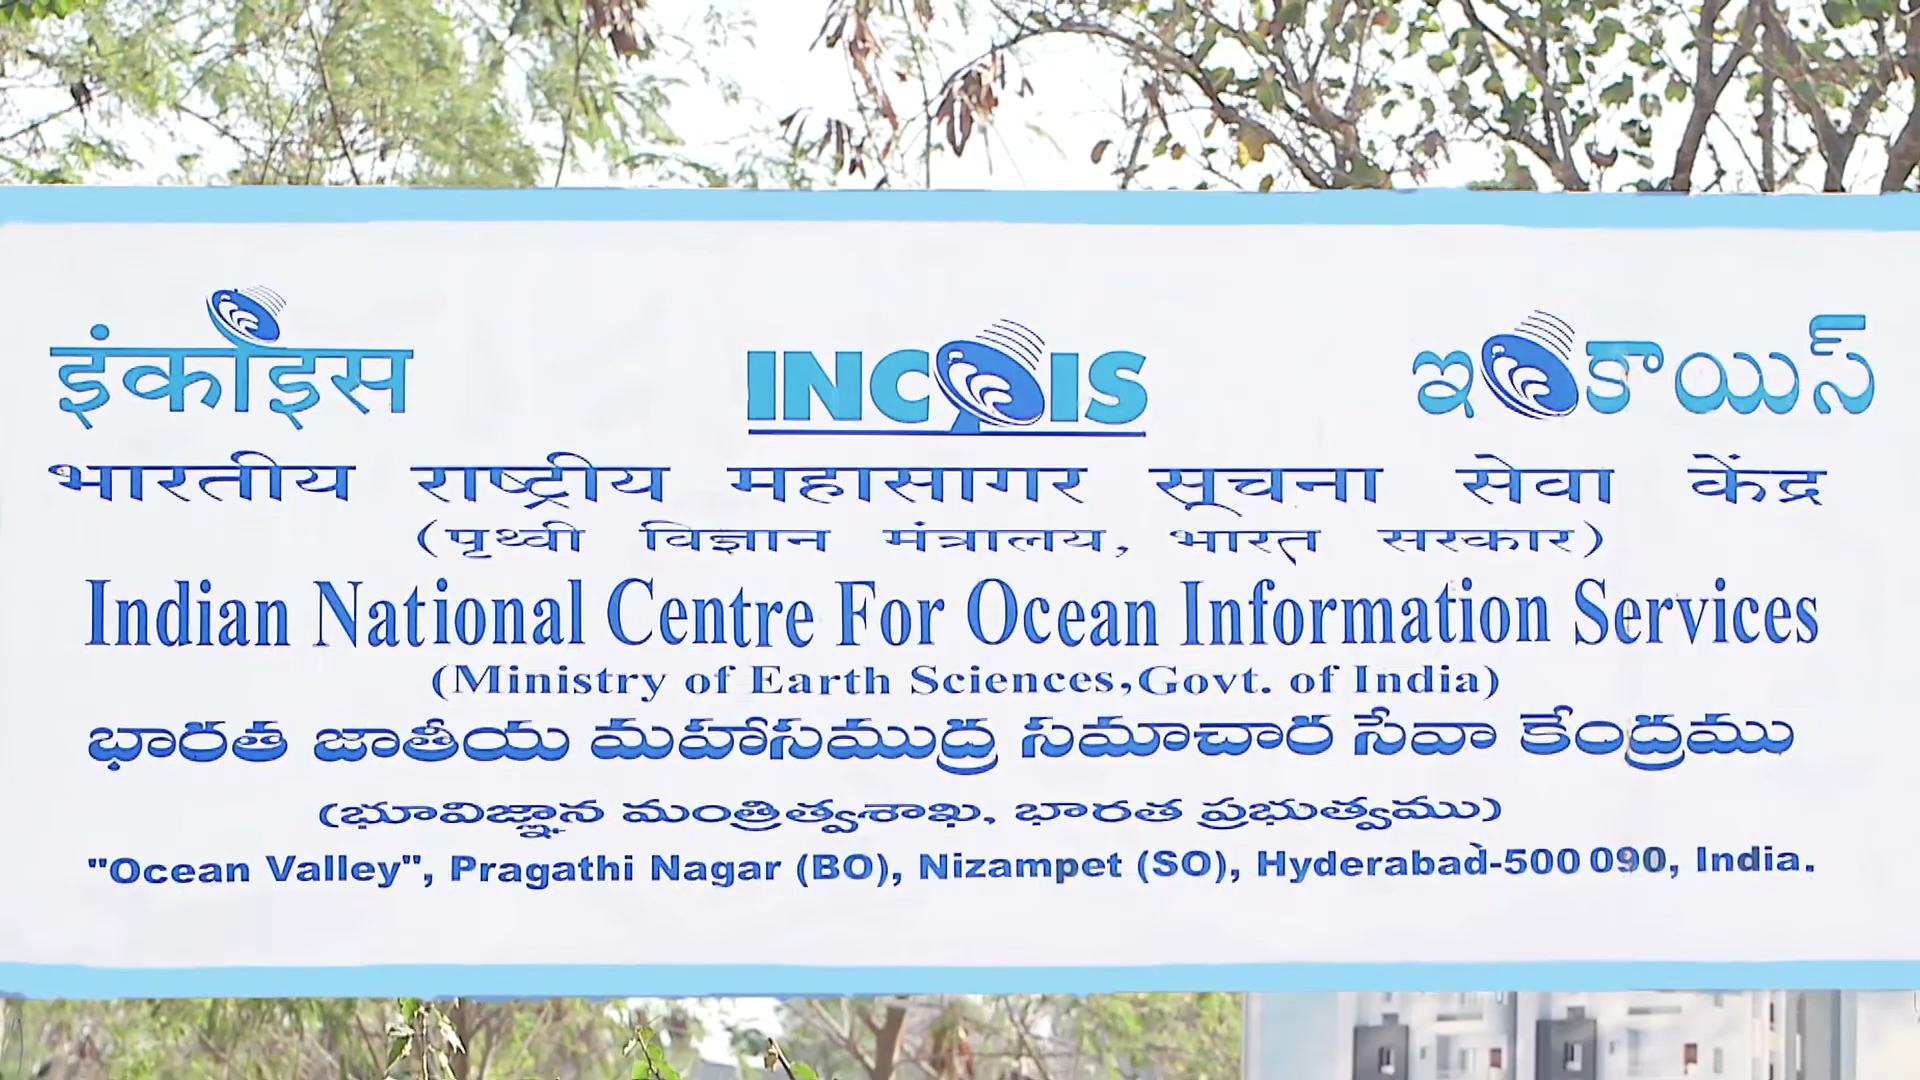 इंकॉइस INCOIS ఇంకాయిస్
भारतीय राष्ट्रीय महासागर सूचना सेवा केंद्र
(पृथ्वी विज्ञान मंत्रालय, भारत सरकार)
Indian National Centre For Ocean Information Services
(Ministry of Earth Sciences,Govt. of India)
భారత జాతీయ మహాసముద్ర సమాచార సేవా కేంద్రము
(భూవిజ్ఞాన మంత్రిత్వశాఖ, భారత ప్రభుత్వము)
"Ocean Valley", Pragathi Nagar (BO), Nizampet (SO), Hyderabad-500 090, India.